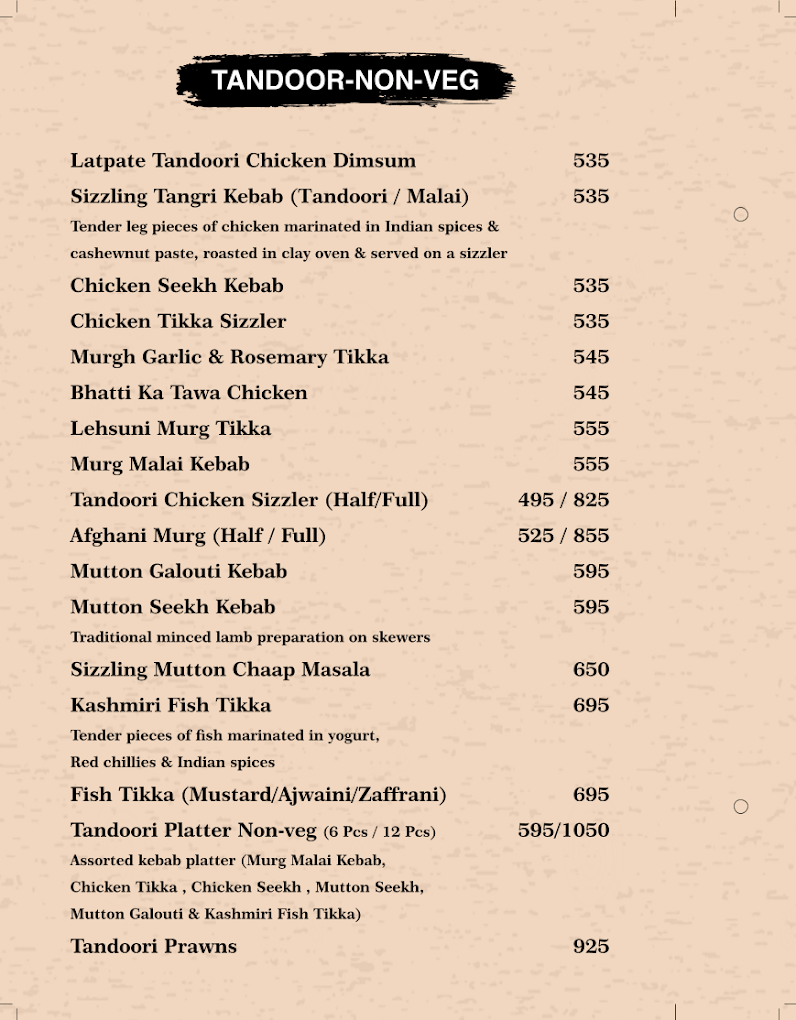 TANDOOR-NON-VEG
Latpate Tandoori Chicken Dimsum 535
Sizzling Tangri Kebab (Tandoori / Malai) 535
Tender leg pieces of chicken marinated in Indian spices &
cashewnut paste, roasted in clay oven & served on a sizzler
Chicken Seekh Kebab 535
Chicken Tikka Sizzler 535
Murgh Garlic & Rosemary Tikka 545
Bhatti Ka Tawa Chicken 545
Lehsuni Murg Tikka 555
Murg Malai Kebab 555
Tandoori Chicken Sizzler (Half/Full) 495 / 825
Afghani Murg (Half / Full) 525 / 855
Mutton Galouti Kebab 595
Mutton Seekh Kebab 595
Traditional minced lamb preparation on skewers
Sizzling Mutton Chaap Masala 650
Kashmiri Fish Tikka 695
Tender pieces of fish marinated in yogurt,
Red chillies & Indian spices
Fish Tikka (Mustard/Ajwaini/Zaffrani) 695
Tandoori Platter Non-veg (6 Pcs / 12 Pcs) 595/1050
Assorted kebab platter (Murg Malai Kebab,
Chicken Tikka , Chicken Seekh , Mutton Seekh,
Mutton Galouti & Kashmiri Fish Tikka)
Tandoori Prawns 925